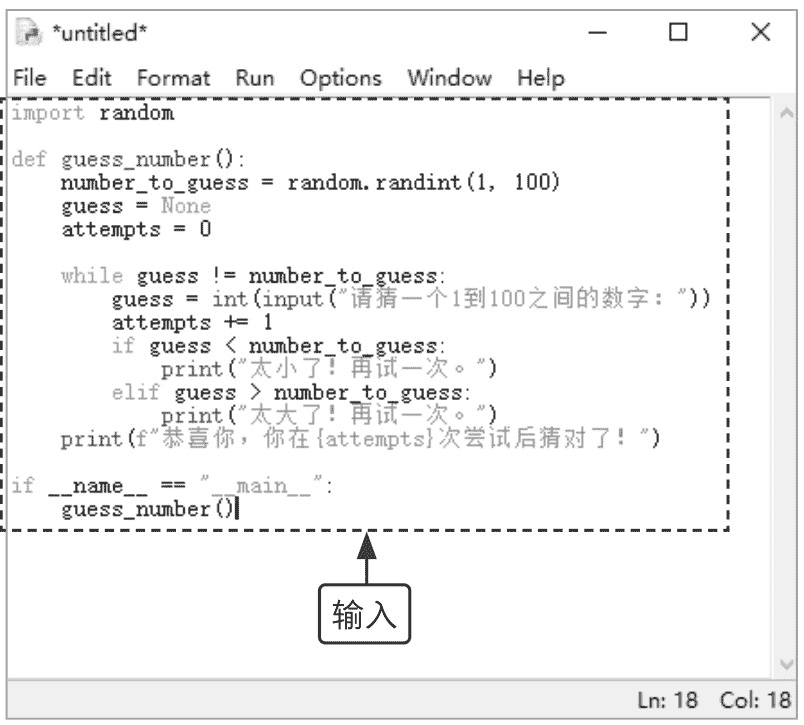 *untitled*
File Edit Format Run Options Window Help
import random
def guess_number():
    number_to_guess = random.randint(1, 100)
    guess = None
    attempts = 0
    while guess != number_to_guess:
        guess = int(input("请猜一个1到100之间的数字："))
        attempts += 1
        if guess < number_to_guess:
            print("太小了！再试一次。")
        elif guess > number_to_guess:
            print("太大了！再试一次。")
    print(f"恭喜你，你在{attempts}次尝试后猜对了！")
if __name__ == "__main__":
    guess_number()
输入
Ln: 18 Col: 18